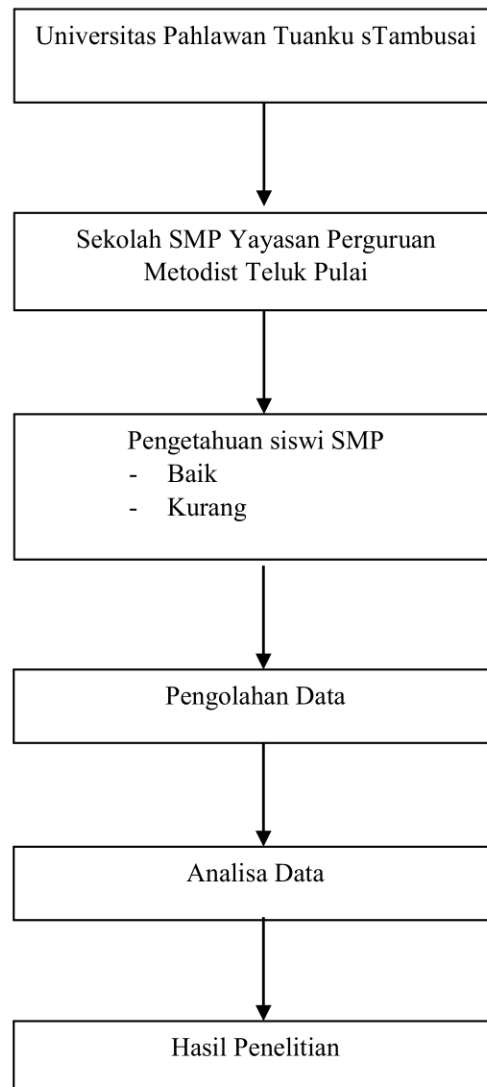 Universitas Pahlawan Tuanku sTambusai
Sekolah SMP Yayasan Perguruan
Metodist Teluk Pulai
Pengetahuan siswi SMP
- Baik
- Kurang
Pengolahan Data
Analisa Data
Hasil Penelitian